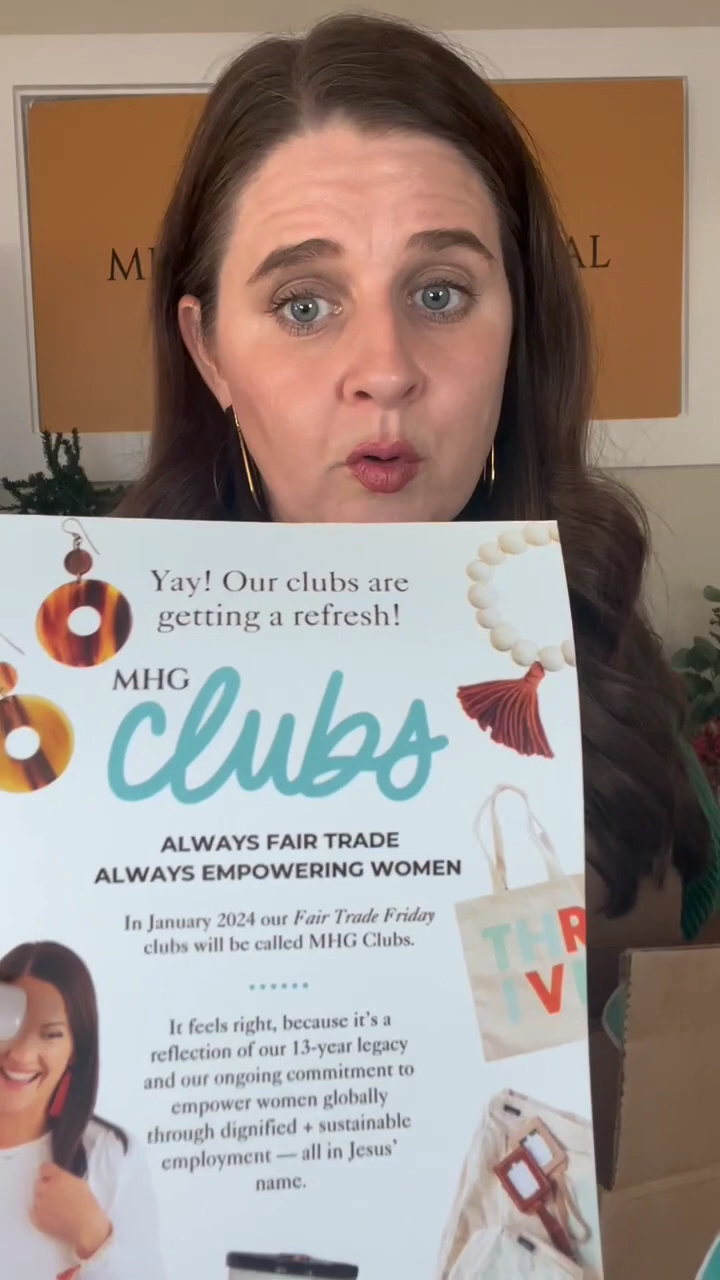 Yay! Our clubs are
getting a refresh!
MHG
clubs
ALWAYS FAIR TRADE
ALWAYS EMPOWERING WOMEN
In January 2024 our Fair Trade Friday
clubs will be called MHG Clubs.
It feels right, because it's a
reflection of our 13-year legacy
and our ongoing commitment to
empower women globally
through dignified + sustainable
employment — all in Jesus'
name.